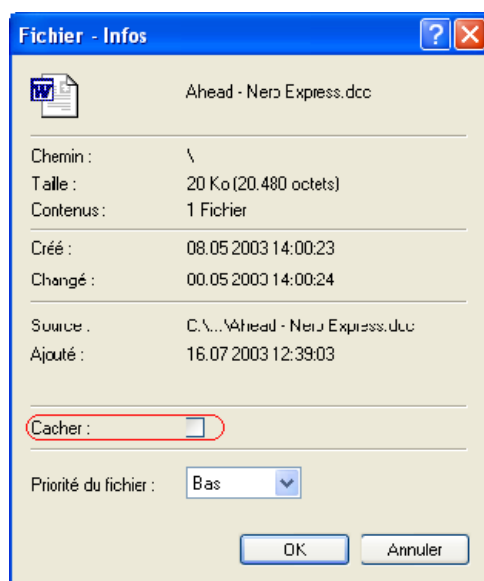 Fichier - Infos
Ahead - Nero Express.doc
Chemin : \
Taille : 20 Ko (20.480 octets)
Contenus : 1 Fichier
Créé : 08.05 2003 14:00:23
Changé : 00.05 2003 14:00:24
Source : C:\...\Ahead - Nero Express.doc
Ajouté : 16.07 2003 12:39:03
Cacher :
Priorité du fichier : Bas
OK Annuler